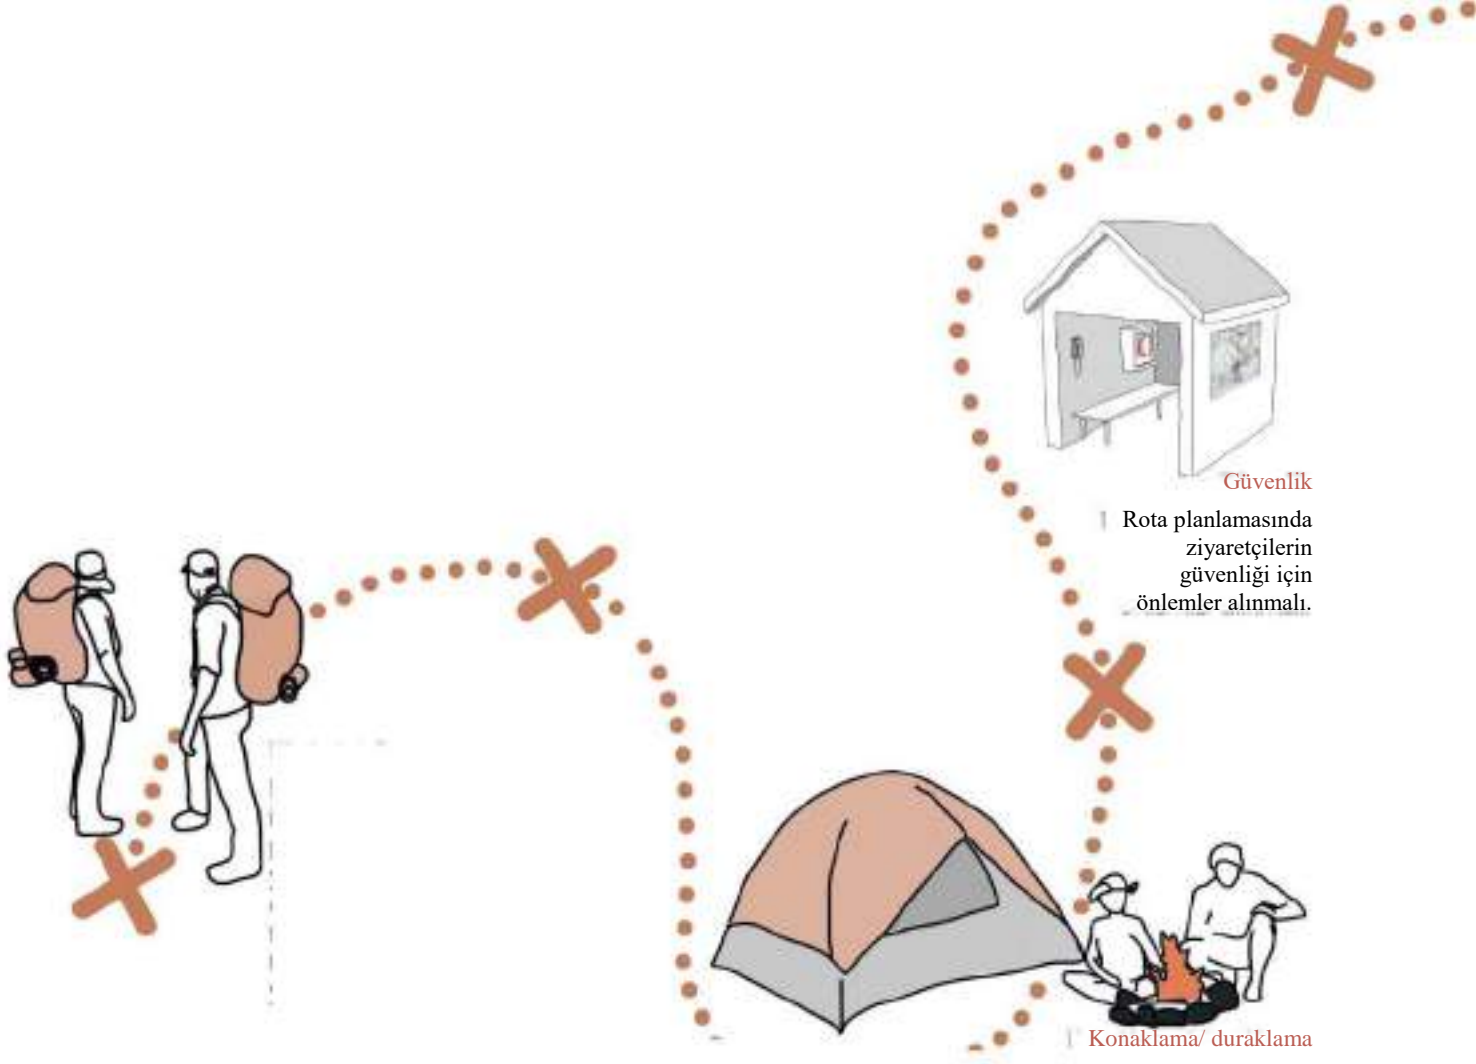 Güvenlik
Rota planlamasında
ziyaretçilerin
güvenliği için
önlemler alınmalı.
Konaklama/ duraklama